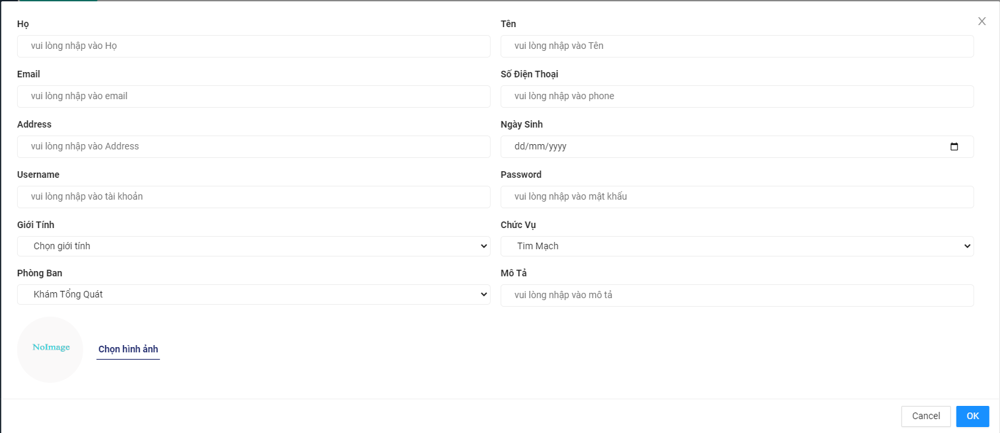 Họ
Tên
vui lòng nhập vào Họ
vui lòng nhập vào Tên
Email
Số Điện Thoại
vui lòng nhập vào email
vui lòng nhập vào phone
Address
Ngày Sinh
vui lòng nhập vào Address
dd/mm/yyyy
Username
Password
vui lòng nhập vào tài khoản
vui lòng nhập vào mật khẩu
Giới Tính
Chức Vụ
Chọn giới tính
Tim Mạch
Phòng Ban
Mô Tả
Khám Tổng Quát
vui lòng nhập vào mô tả
NoImage
Chọn hình ảnh
Cancel
OK